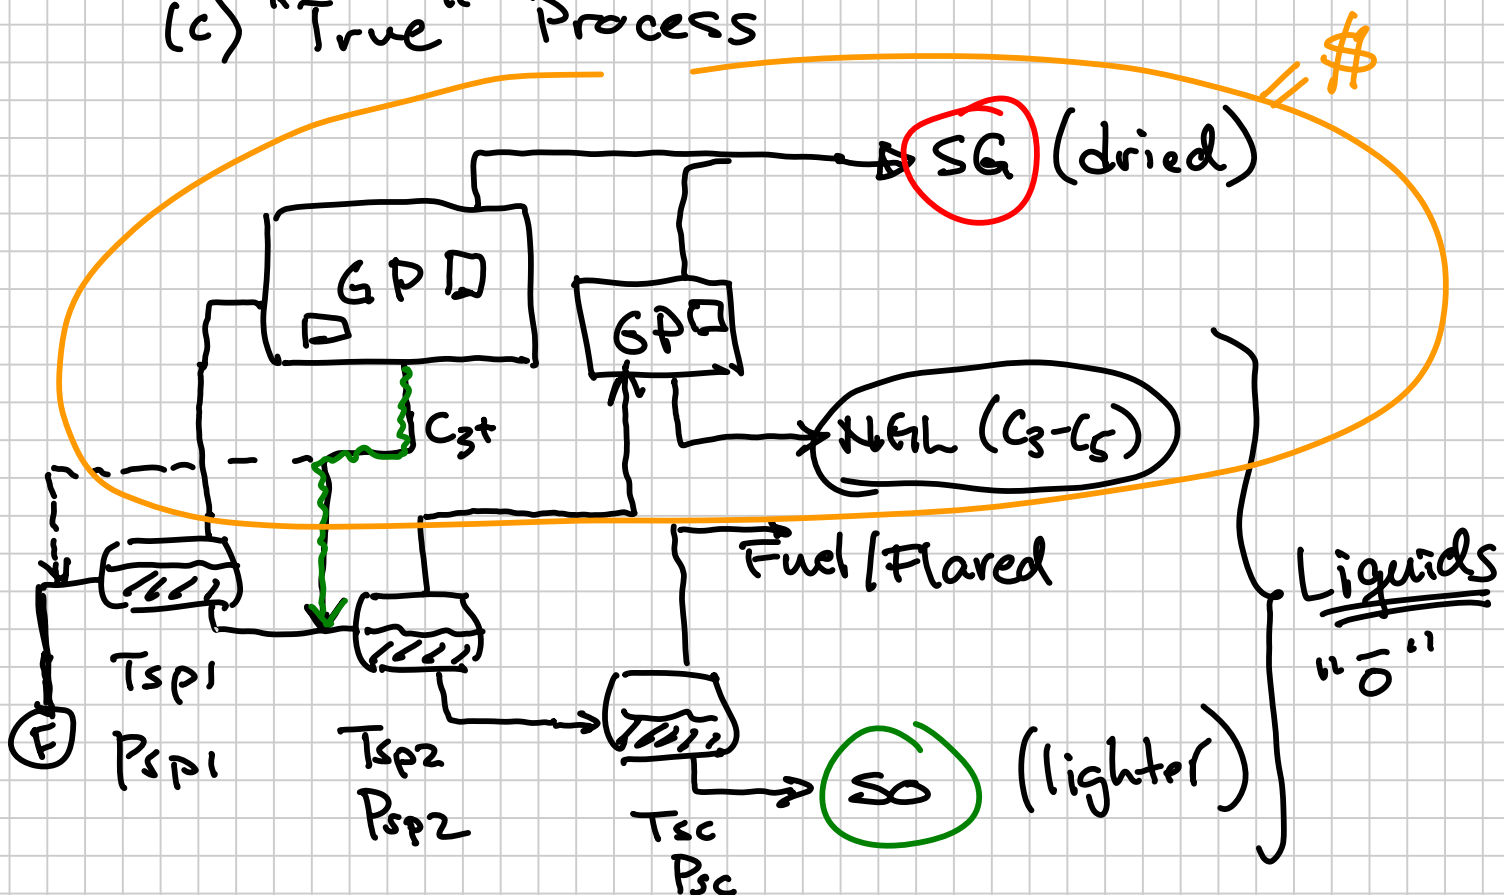 (c) "True" Process
$
SG (dried)
GP
GP
C3+
NGL (C3-C5)
Fuel/Flared
Liquids
"ō"
Tsp1
Psp1
F
Tsp2
Psp2
SO (lighter)
Tsc
Psc